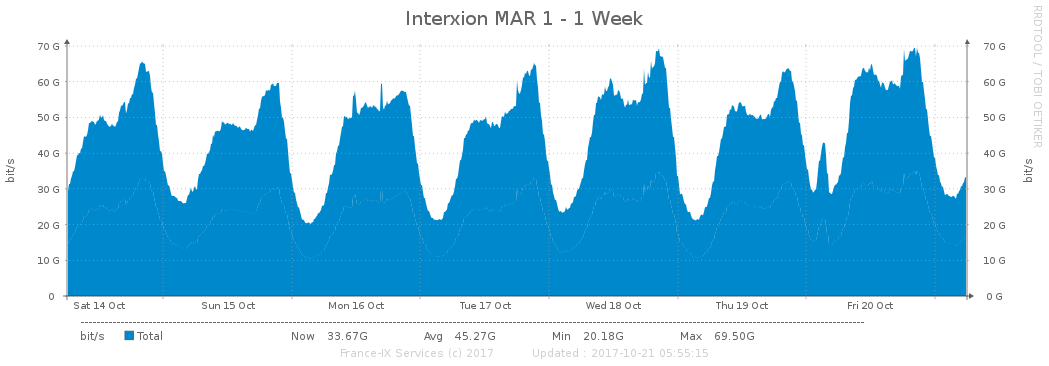 Interxion MAR 1 - 1 Week
RRDTOOL / TOBI OETIKER
bit/s
70 G
60 G
50 G
40 G
30 G
20 G
10 G
0
70 G
60 G
50 G
40 G
30 G
20 G
10 G
0 G
bit/s
Sat 14 Oct Sun 15 Oct Mon 16 Oct Tue 17 Oct Wed 18 Oct Thu 19 Oct Fri 20 Oct
bit/s Total Now 33.67G Avg 45.27G Min 20.18G Max 69.50G
France-IX Services (c) 2017 Updated : 2017-10-21 05:55:15